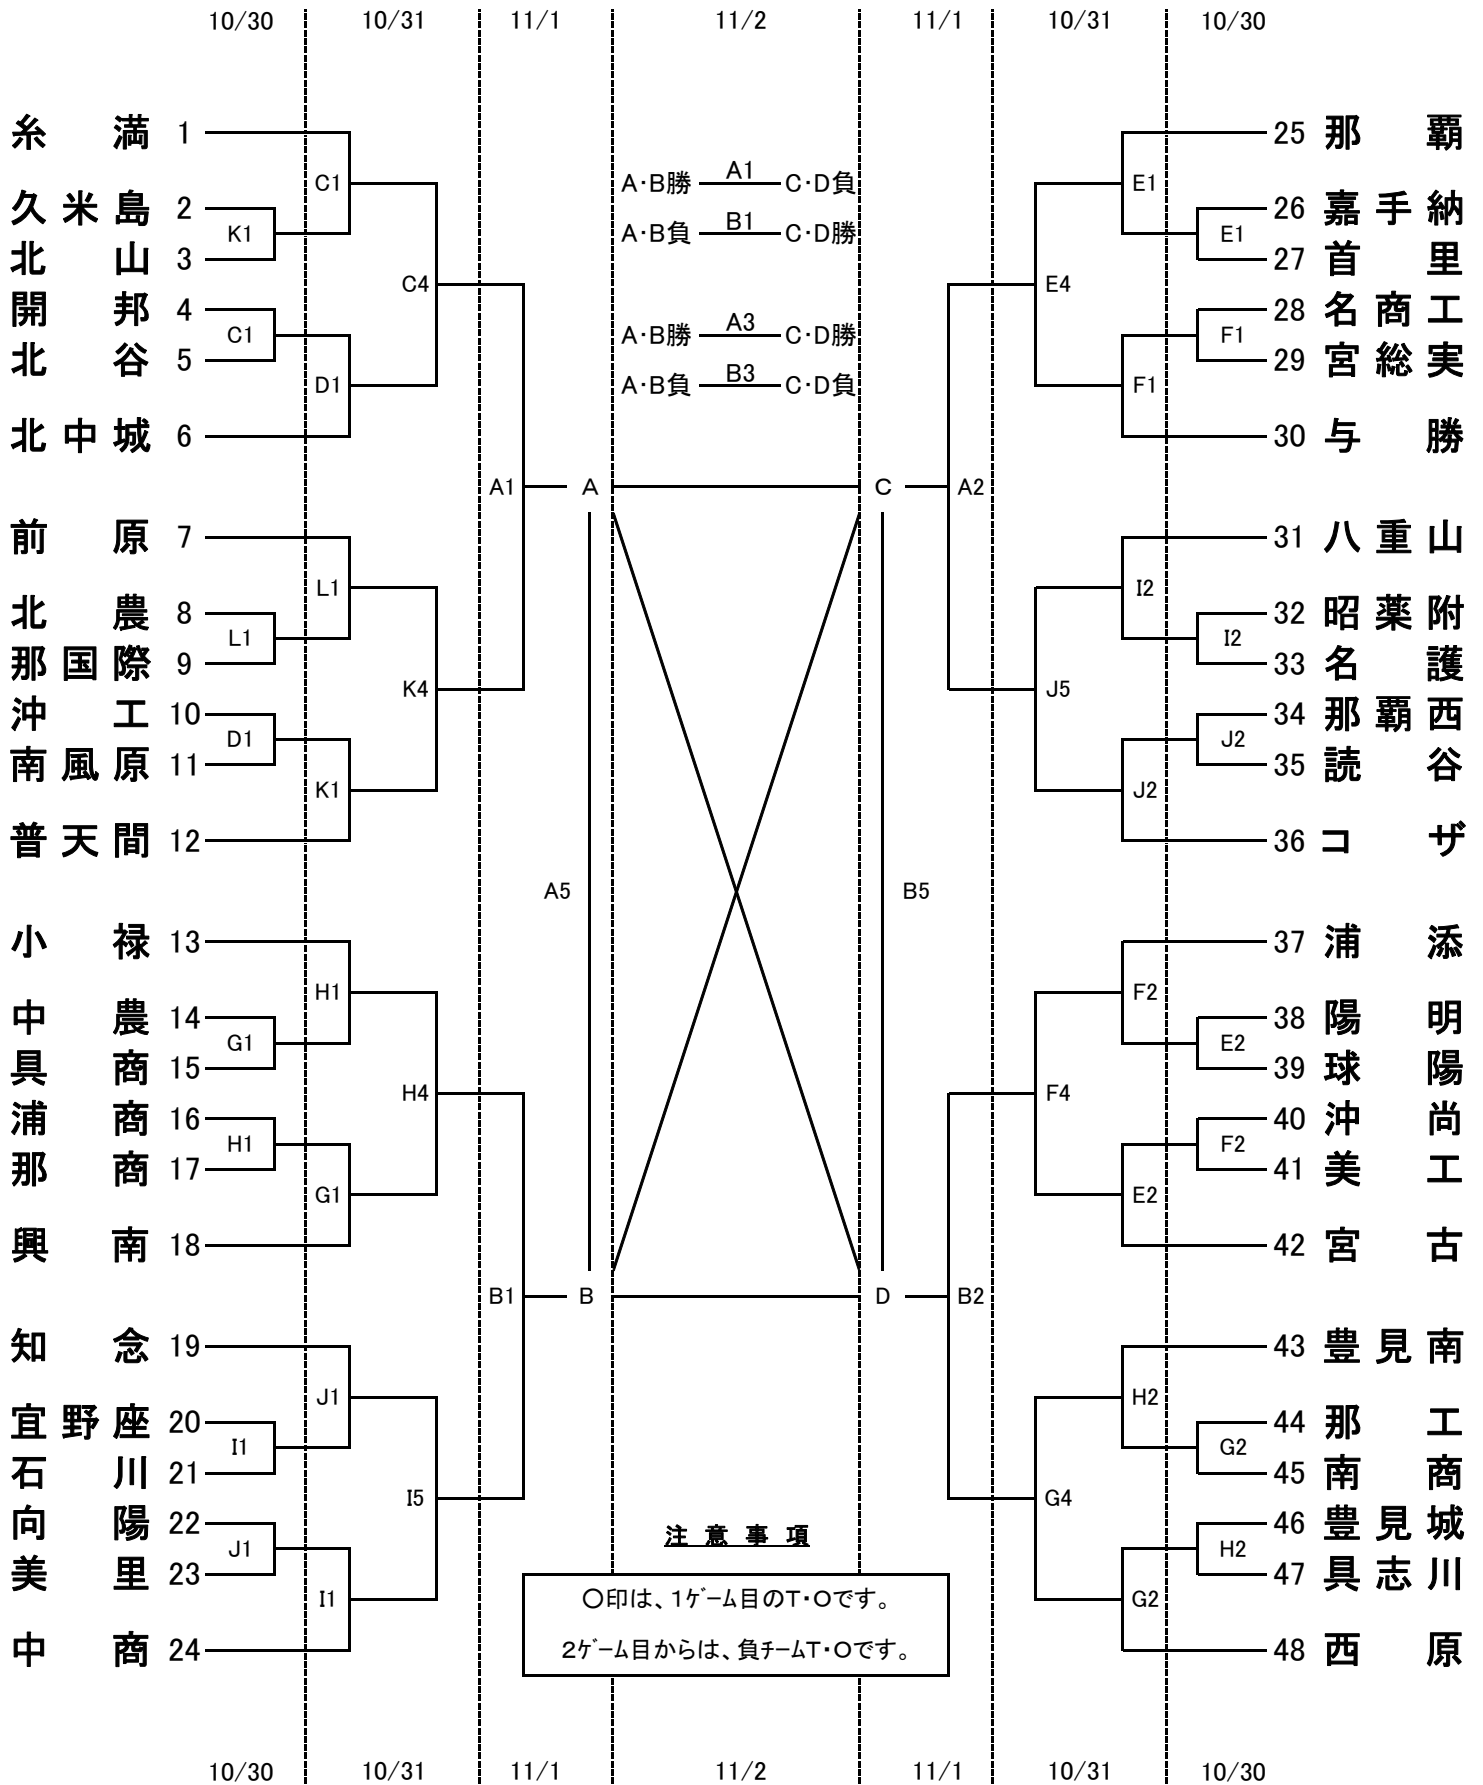 10/30 10/31 11/1 11/2 11/1 10/31 10/30
糸満 1 25 那覇
A1
C1 A・B勝 C・D負 E1
久米島 2 26 嘉手納
K1 A・B負 B1 C・D勝 E1
北山 3 27 首里
C4 E4
開邦 4 28 名商工
C1 A・B勝 A3 C・D勝 F1
北谷 5 29 宮総実
D1 A・B負 B3 C・D負 F1
北中城 6 30 与勝
A1 A C A2
前原 7 31 八重山
L1 I2
北農 8 32 昭薬附
L1 I2
那国際 9 33 名護
K4 J5
沖工 10 34 那覇西
D1 J2
南風原 11 35 読谷
K1 J2
普天間 12 36 コザ
A5 B5
小禄 13 37 浦添
H1 F2
中農 14 38 陽明
G1 E2
具商 15 39 球陽
H4 F4
浦商 16 40 沖尚
H1 F2
那商 17 41 美工
G1 E2
興南 18 42 宮古
B1 B D B2
知念 19 43 豊見南
J1 H2
宜野座 20 44 那工
I1 G2
石川 21 45 南商
I5 G4
向陽 22 46 豊見城
注意事項
J1 H2
美里 23 47 具志川
I1 〇印は、1ゲーム目のT・Oです。 G2
中商 24 2ゲーム目からは、負チームT・Oです。 48 西原
10/30 10/31 11/1 11/2 11/1 10/31 10/30